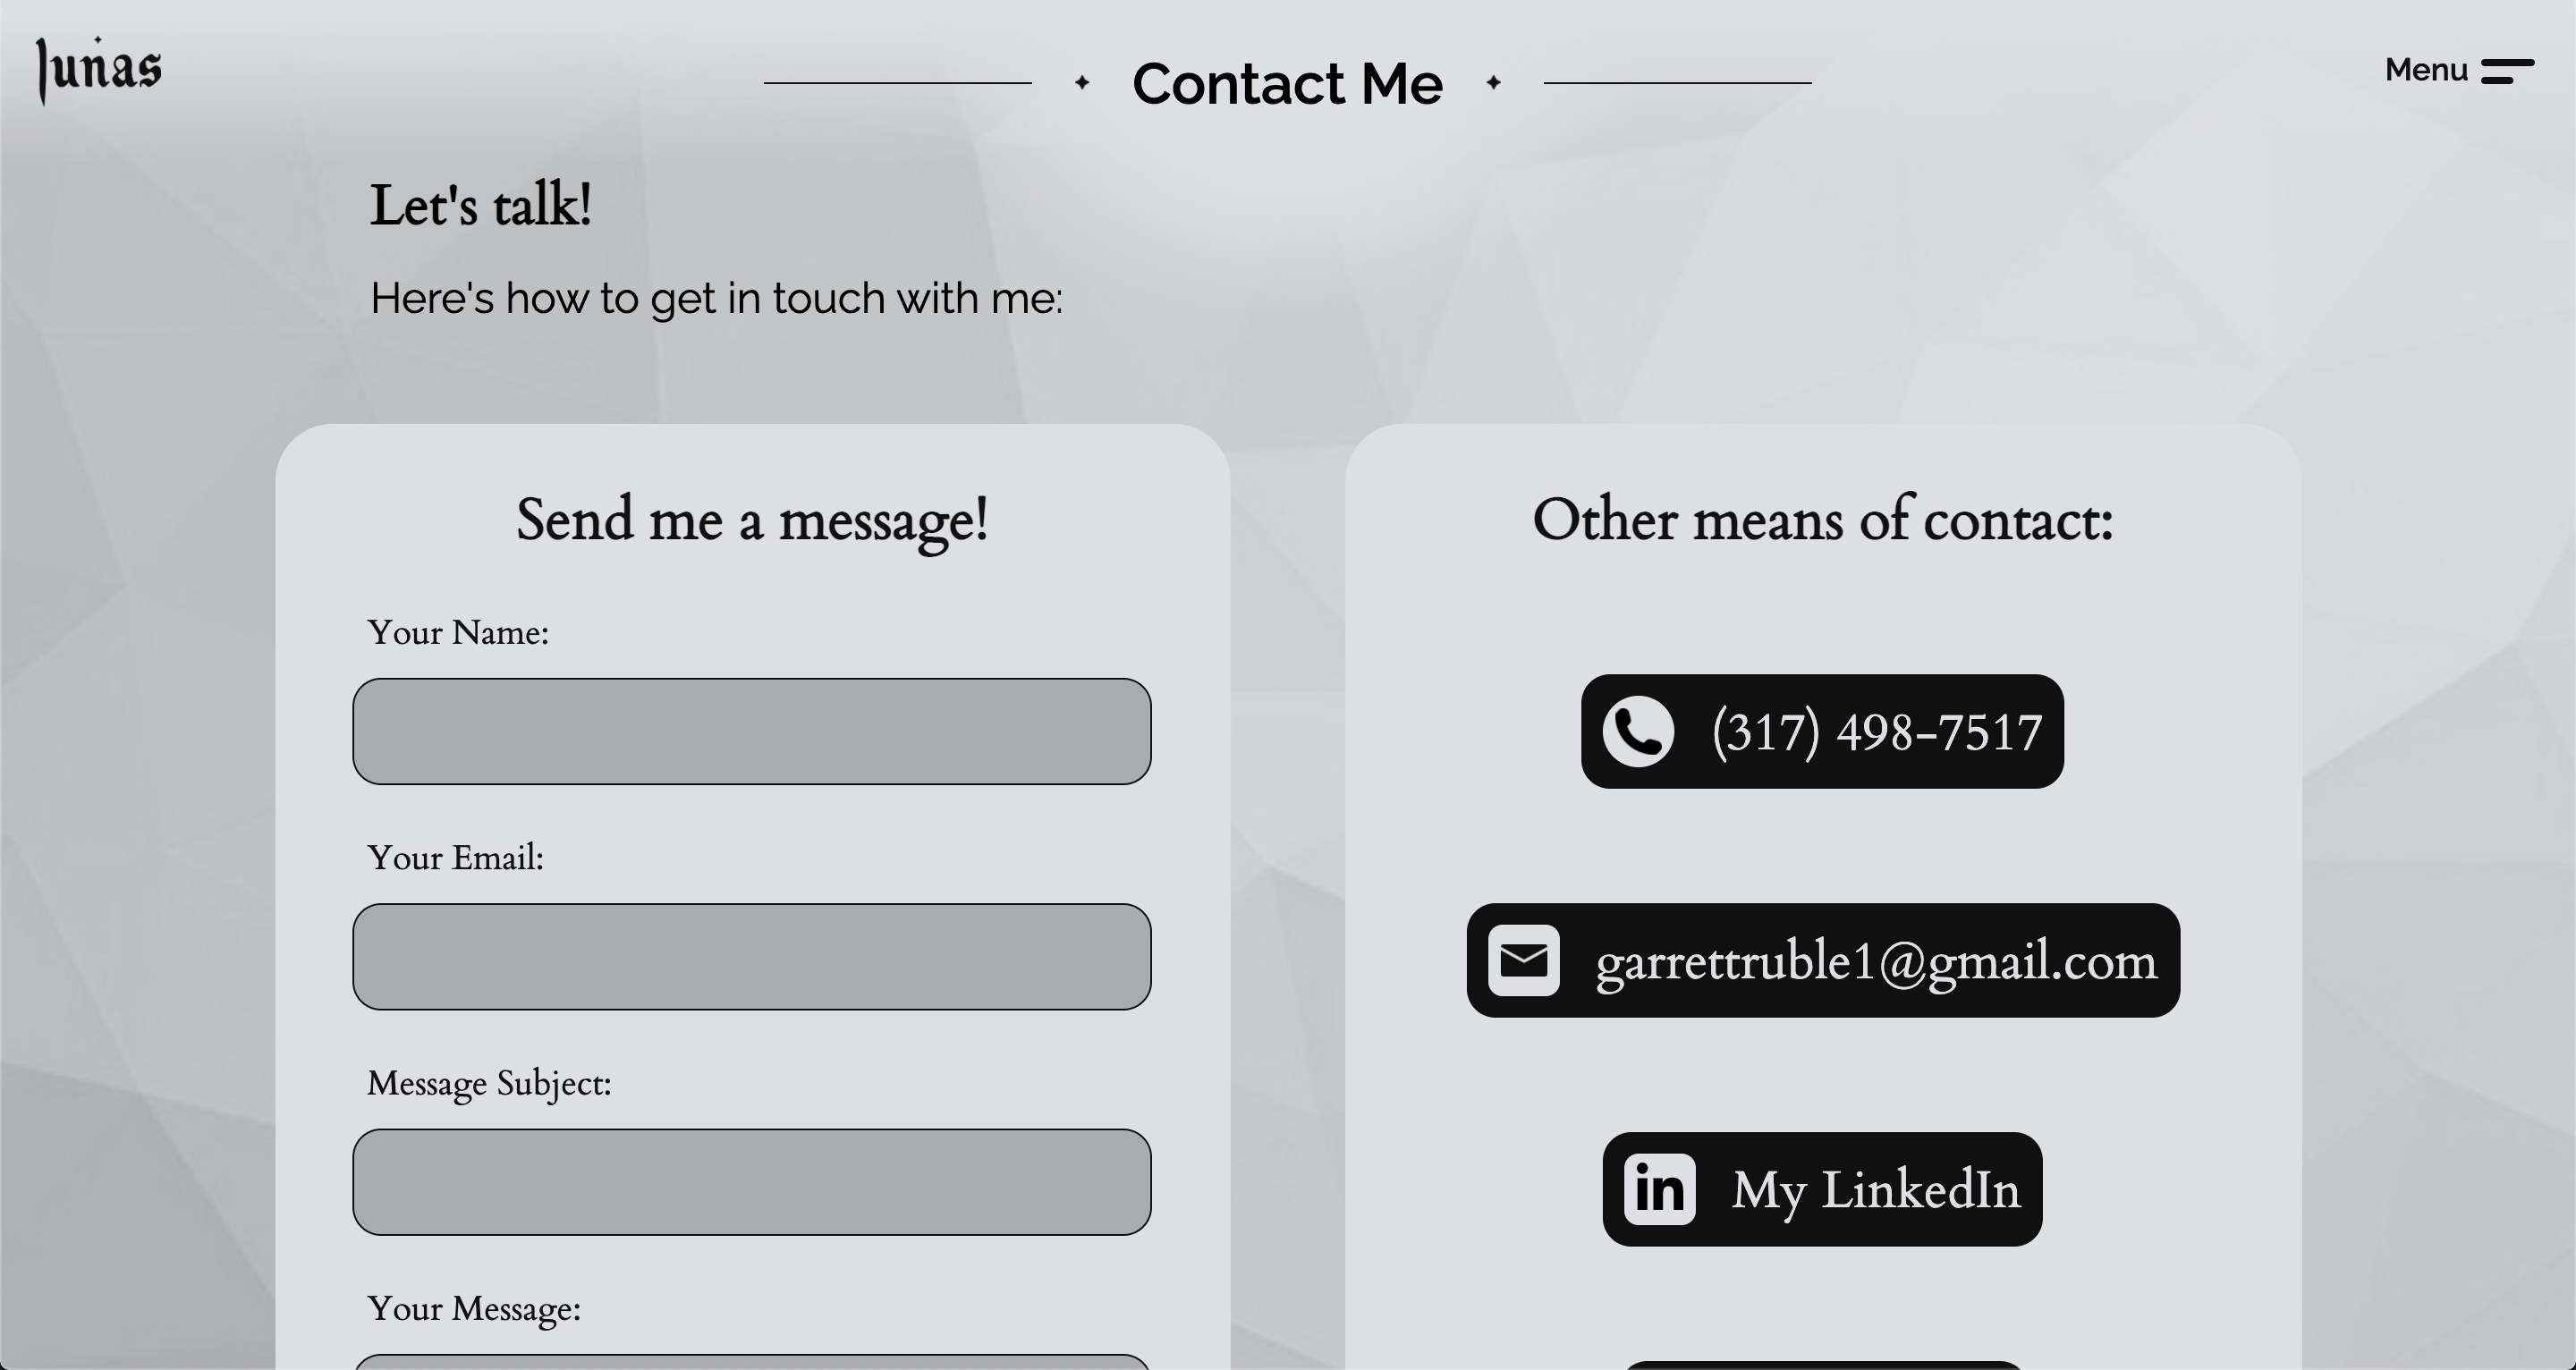 Junas
Contact Me
Menu
Let's talk!
Here's how to get in touch with me:
Send me a message!
Your Name:
Your Email:
Message Subject:
Your Message:
Other means of contact:
(317) 498-7517
garrettruble1@gmail.com
in My LinkedIn